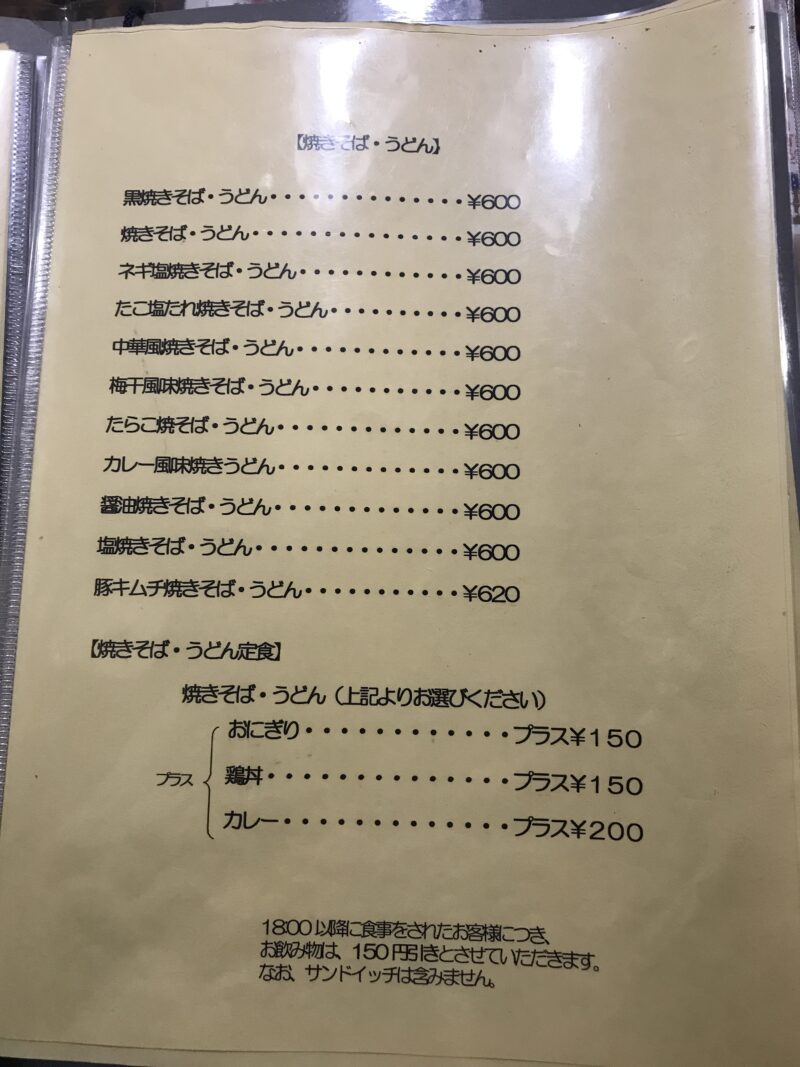 【焼きそば・うどん】
黒焼きそば・うどん・・・・・・・・・・・・・・¥600
焼きそば・うどん・・・・・・・・・・・・・・・¥600
ネギ塩焼きそば・うどん・・・・・・・・・・・・¥600
たこ塩だれ焼きそば・うどん・・・・・・・・・・¥600
中華風焼きそば・うどん・・・・・・・・・・・・¥600
梅干風味焼きそば・うどん・・・・・・・・・・・¥600
たらこ焼そば・うどん・・・・・・・・・・・・・¥600
カレー風味焼きうどん・・・・・・・・・・・・・¥600
醤油焼きそば・うどん・・・・・・・・・・・・・¥600
塩焼きそば・うどん・・・・・・・・・・・・・・¥600
豚キムチ焼きそば・うどん・・・・・・・・・・・¥620
【焼きそば・うどん定食】
焼きそば・うどん（上記よりお選びください）
おにぎり・・・・・・・・・・・・・プラス¥150
プラス 鶏丼・・・・・・・・・・・・・・・プラス¥150
カレー・・・・・・・・・・・・・・プラス¥200
18:00以降に食事をされたお客様につき、
お飲み物は、150円引きとさせていただきます。
なお、サンドイッチは含みません。